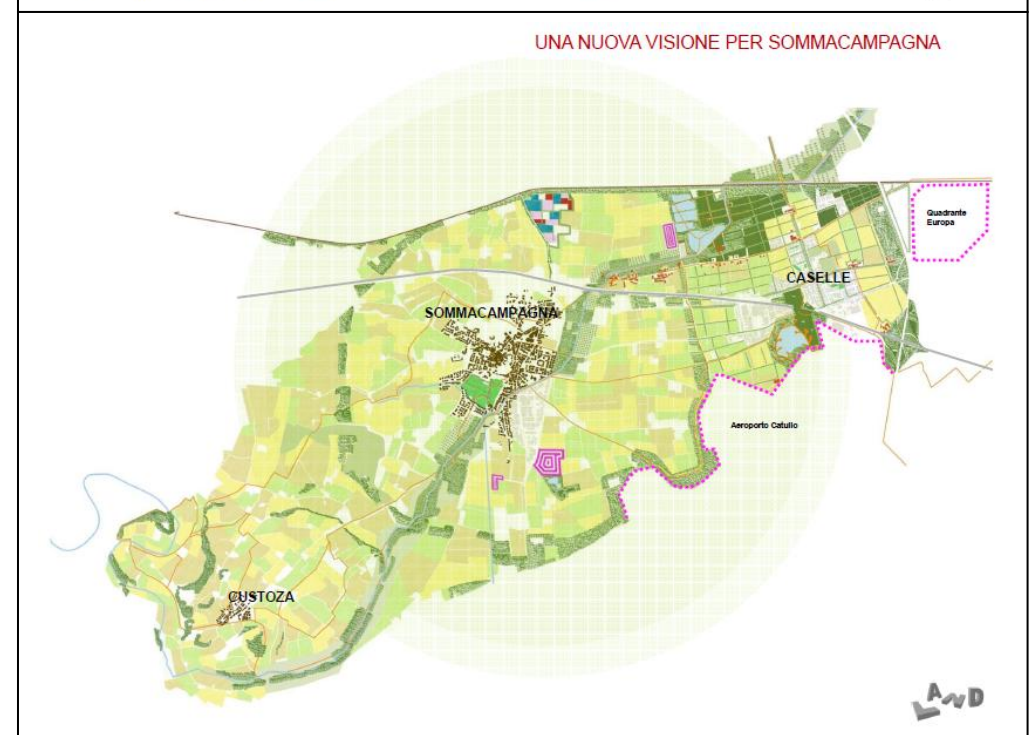 UNA NUOVA VISIONE PER SOMMACAMPAGNA
Quadrante
Europa
CASELLE
SOMMACAMPAGNA
Aeroporto Catullo
CUSTOZA
LAND